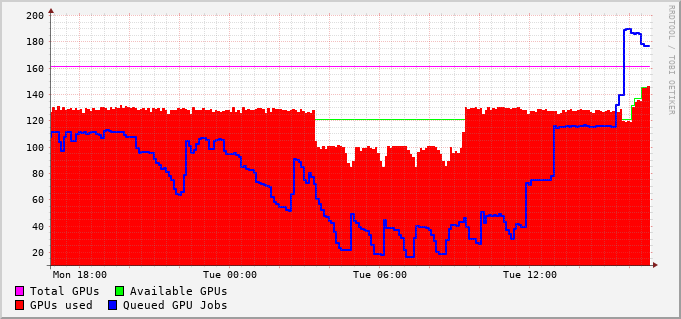 200
180
160
140
120
100
80
60
40
20
Mon 18:00 Tue 00:00 Tue 06:00 Tue 12:00
Total GPUs Available GPUs
GPUs used Queued GPU Jobs
RRDTOOL / TOBI OETIKER